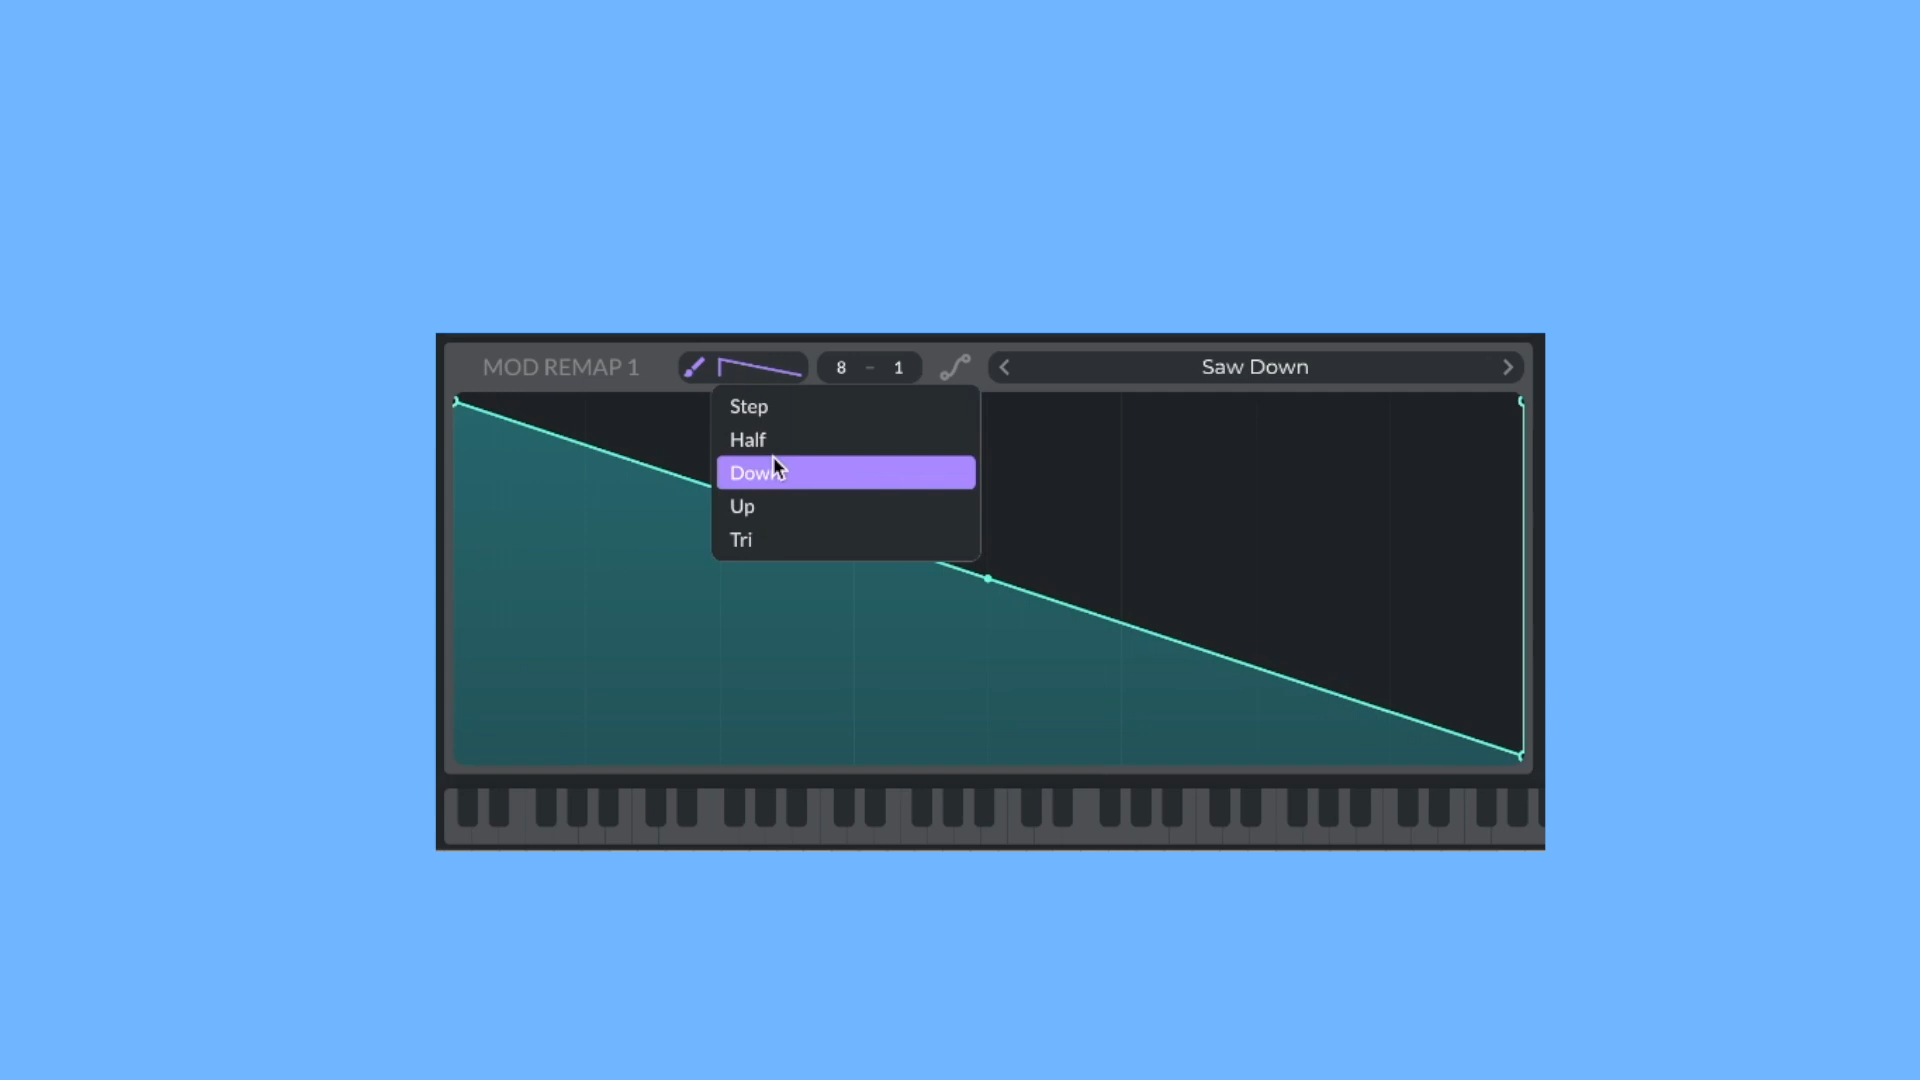 MOD REMAP 1
8 - 1
Saw Down
Step
Half
Down
Up
Tri